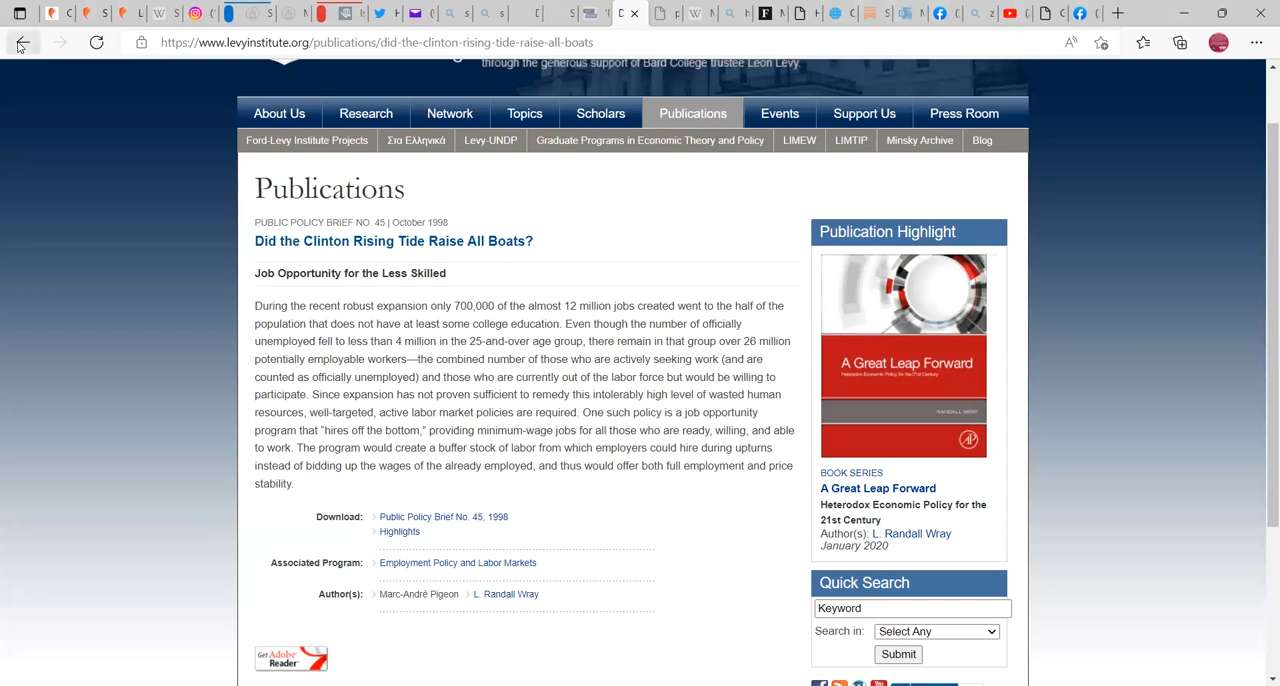 https://www.levyinstitute.org/publications/did-the-clinton-rising-tide-raise-all-boats
through the generous support of Bard College trustee Leon Levy.
About Us Research Network Topics Scholars Publications Events Support Us Press Room
Ford-Levy Institute Projects Στα Ελληνικά Levy-UNDP Graduate Programs in Economic Theory and Policy LIMEW LIMTIP Minsky Archive Blog
Publications
PUBLIC POLICY BRIEF NO. 45 | October 1998
Did the Clinton Rising Tide Raise All Boats?
Job Opportunity for the Less Skilled
During the recent robust expansion only 700,000 of the almost 12 million jobs created went to the half of the
population that does not have at least some college education. Even though the number of officially
unemployed fell to less than 4 million in the 25-and-over age group, there remain in that group over 26 million
potentially employable workers—the combined number of those who are actively seeking work (and are
counted as officially unemployed) and those who are currently out of the labor force but would be willing to
participate. Since expansion has not proven sufficient to remedy this intolerably high level of wasted human
resources, well-targeted, active labor market policies are required. One such policy is a job opportunity
program that “hires off the bottom,” providing minimum-wage jobs for all those who are ready, willing, and able
to work. The program would create a buffer stock of labor from which employers could hire during upturns
instead of bidding up the wages of the already employed, and thus would offer both full employment and price
stability.
Download: Public Policy Brief No. 45, 1998
Highlights
Associated Program: Employment Policy and Labor Markets
Author(s): Marc-André Pigeon L. Randall Wray
Get Adobe
Reader
Publication Highlight
A Great Leap Forward
Heterodox Economic Policy for the 21st Century
RANDALL WRAY
AP
BOOK SERIES
A Great Leap Forward
Heterodox Economic Policy for the
21st Century
Author(s): L. Randall Wray
January 2020
Quick Search
Keyword
Search in: Select Any
Submit